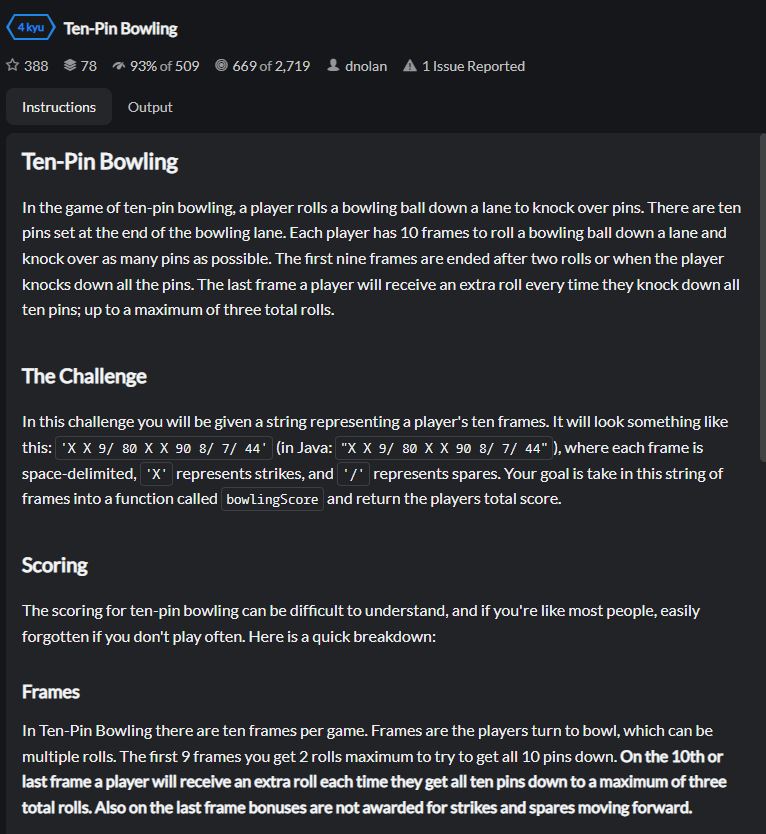 4 kyu Ten-Pin Bowling
388 78 93% of 509 669 of 2,719 dnolan 1 Issue Reported
Instructions Output
Ten-Pin Bowling
In the game of ten-pin bowling, a player rolls a bowling ball down a lane to knock over pins. There are ten
pins set at the end of the bowling lane. Each player has 10 frames to roll a bowling ball down a lane and
knock over as many pins as possible. The first nine frames are ended after two rolls or when the player
knocks down all the pins. The last frame a player will receive an extra roll every time they knock down all
ten pins; up to a maximum of three total rolls.
The Challenge
In this challenge you will be given a string representing a player's ten frames. It will look something like
this: 'X X 9/ 80 X X 90 8/ 7/ 44' (in Java: "X X 9/ 80 X X 90 8/ 7/ 44"), where each frame is
space-delimited, 'X' represents strikes, and '/' represents spares. Your goal is take in this string of
frames into a function called bowlingScore and return the players total score.
Scoring
The scoring for ten-pin bowling can be difficult to understand, and if you're like most people, easily
forgotten if you don't play often. Here is a quick breakdown:
Frames
In Ten-Pin Bowling there are ten frames per game. Frames are the players turn to bowl, which can be
multiple rolls. The first 9 frames you get 2 rolls maximum to try to get all 10 pins down. On the 10th or
last frame a player will receive an extra roll each time they get all ten pins down to a maximum of three
total rolls. Also on the last frame bonuses are not awarded for strikes and spares moving forward.